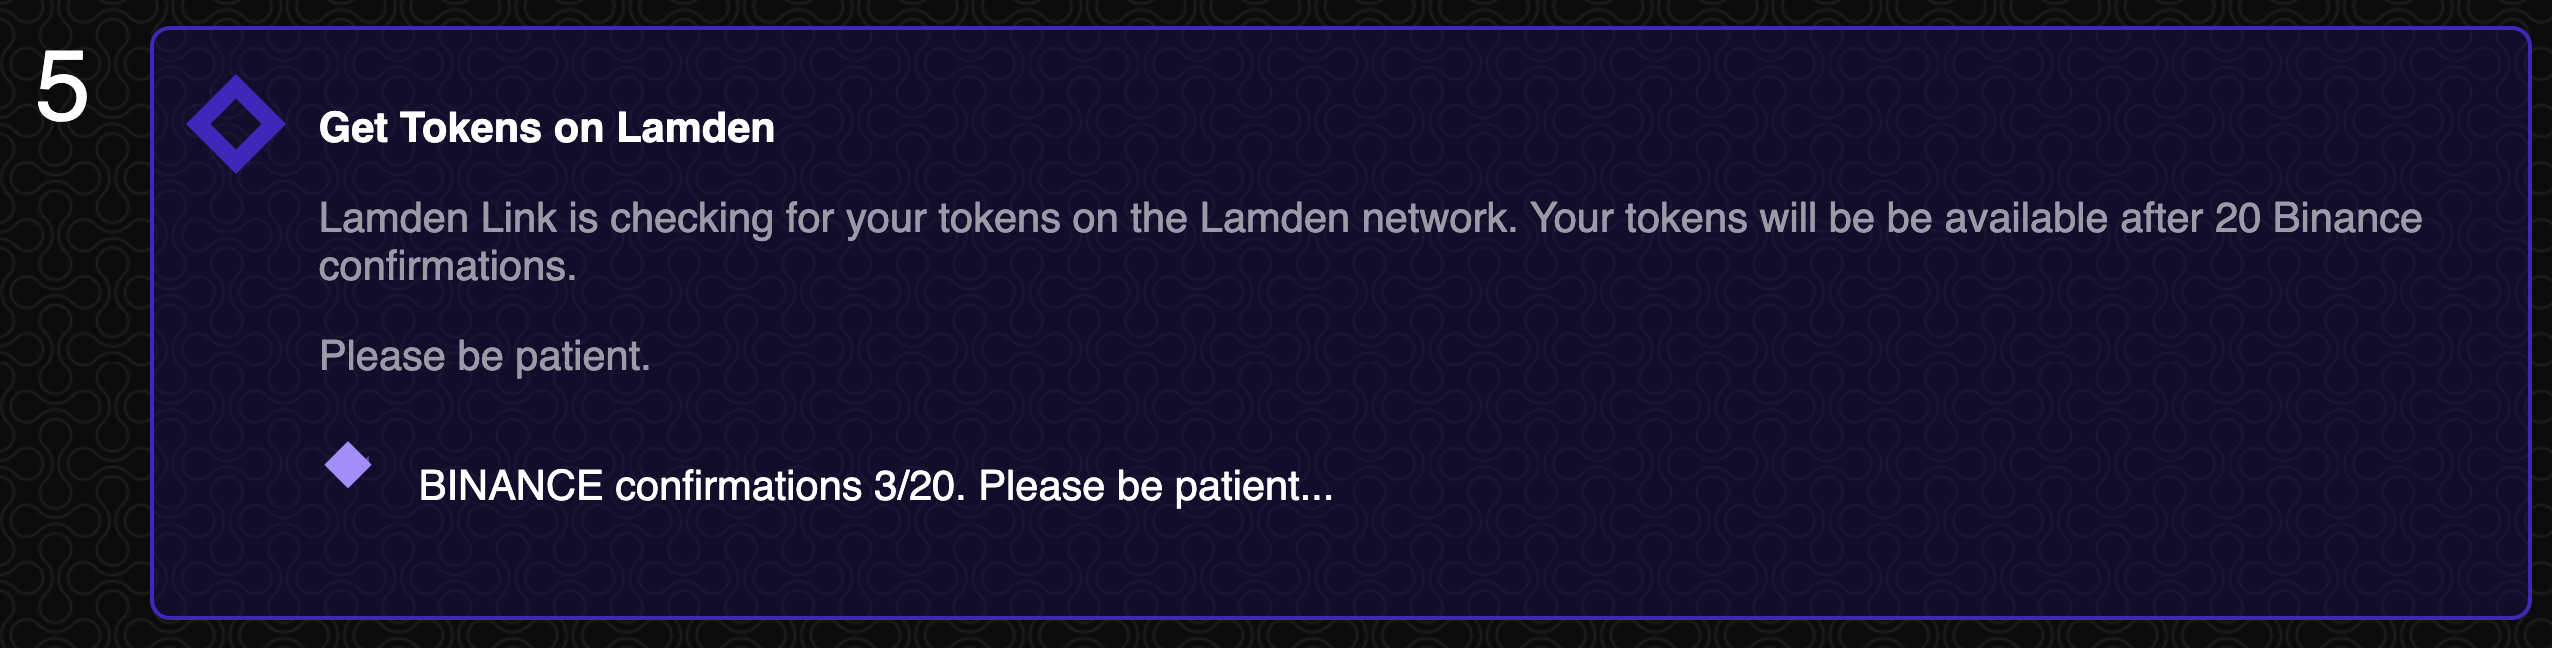 5
Get Tokens on Lamden
Lamden Link is checking for your tokens on the Lamden network. Your tokens will be be available after 20 Binance
confirmations.
Please be patient.
BINANCE confirmations 3/20. Please be patient...